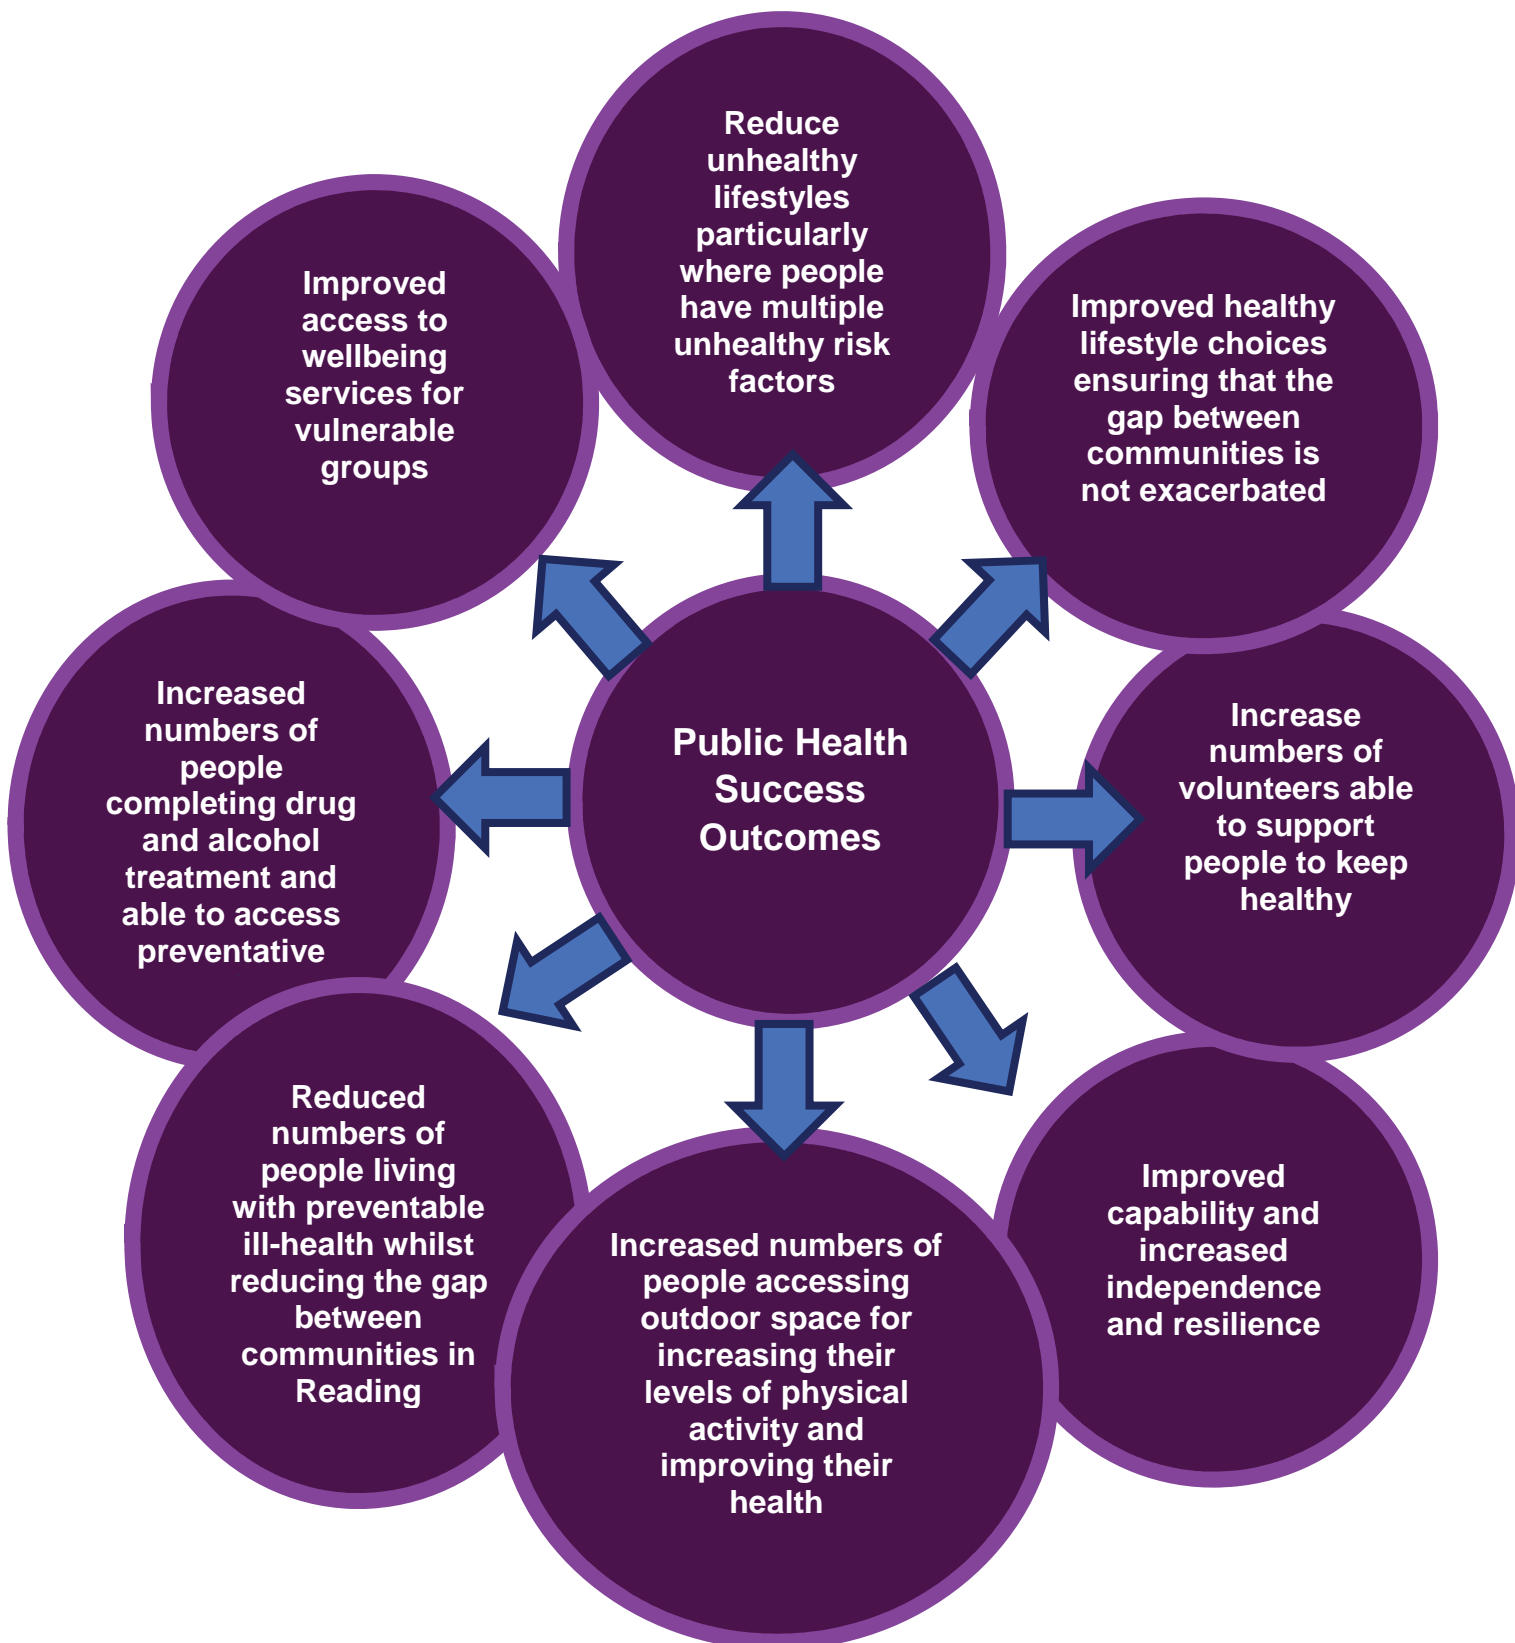 Reduce
unhealthy
lifestyles
particularly
where people
have multiple
unhealthy risk
factors
Improved healthy
lifestyle choices
ensuring that the
gap between
communities is
not exacerbated
Increase
numbers of
volunteers able
to support
people to keep
healthy
Improved
capability and
increased
independence
and resilience
Increased numbers of
people accessing
outdoor space for
increasing their
levels of physical
activity and
improving their
health
Reduced
numbers of
people living
with preventable
ill-health whilst
reducing the gap
between
communities in
Reading
Increased
numbers of
people
completing drug
and alcohol
treatment and
able to access
preventative
Improved
access to
wellbeing
services for
vulnerable
groups
Public Health
Success
Outcomes